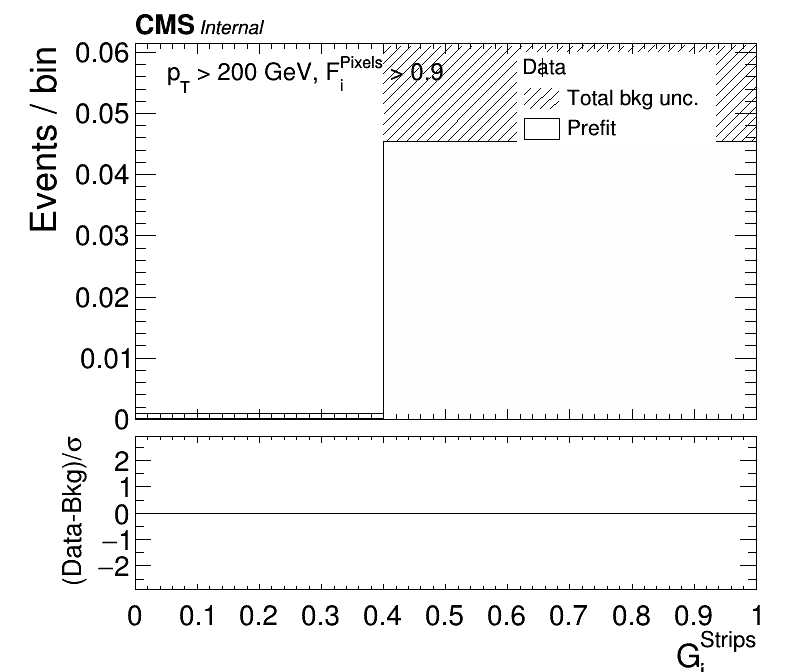 CMS Internal
Events / bin
0.06
0.05
0.04
0.03
0.02
0.01
0
p_T > 200 GeV, F_i^Pixels > 0.9
Data
Total bkg unc.
Prefit
(Data-Bkg)/σ
2
1
0
−1
−2
0 0.1 0.2 0.3 0.4 0.5 0.6 0.7 0.8 0.9 1
G_i^Strips